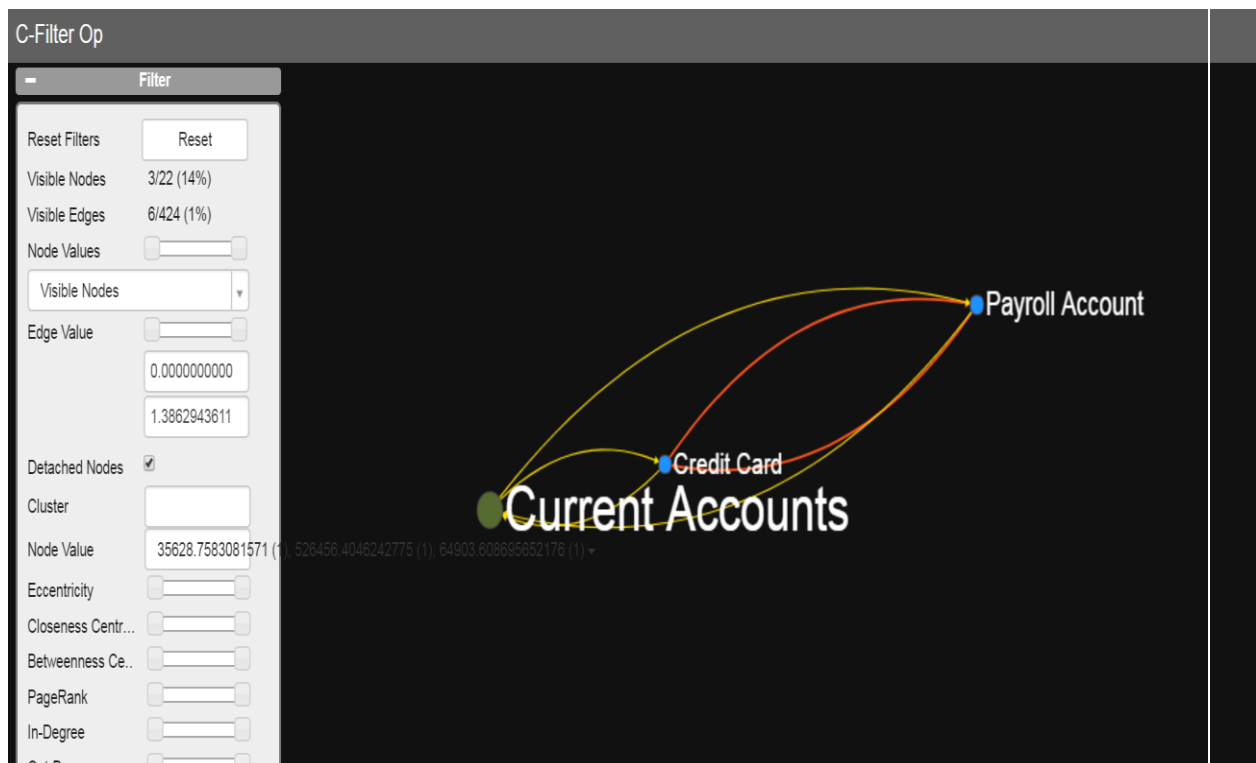 C-Filter Op
Filter
Reset Filters Reset
Visible Nodes 3/22 (14%)
Visible Edges 6/424 (1%)
Node Values
Visible Nodes
Edge Value
0.0000000000
1.3862943611
Detached Nodes
Cluster
Node Value 35628.7583081571 (1), 526456.4046242775 (1), 64903.608695652176 (1)
Eccentricity
Closeness Centr...
Betweenness Ce..
PageRank
In-Degree
Payroll Account
Credit Card
Current Accounts